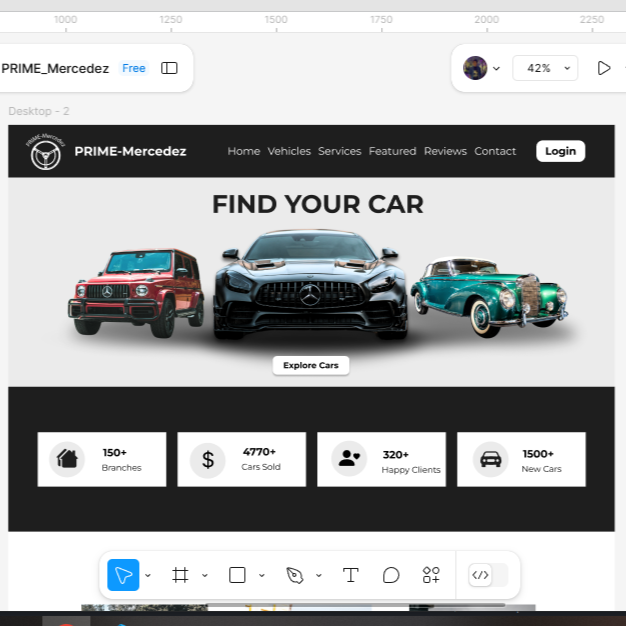 1000 1250 1500 1750 2000 2250
PRIME_Mercedez Free
42%
Desktop – 2
PRIME-Mercedez
PRIME-Mercedez Home Vehicles Services Featured Reviews Contact Login
FIND YOUR CAR
Explore Cars
150+
Branches
$
4770+
Cars Sold
320+
Happy Clients
1500+
New Cars
T
</>